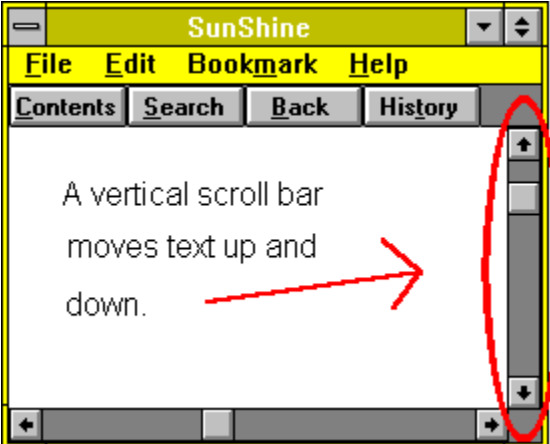 SunShine
File Edit Bookmark Help
Contents Search Back History
A vertical scroll bar
moves text up and
down.